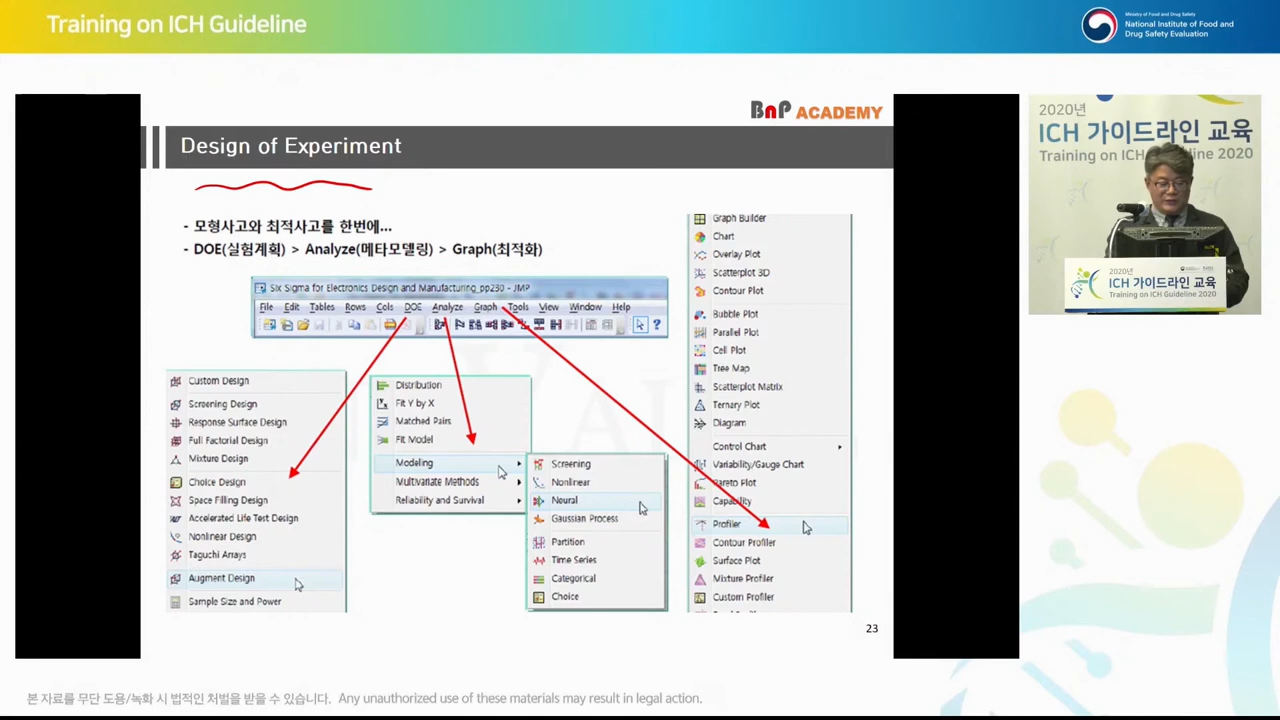 Training on ICH Guideline
Ministry of Food and Drug Safety
National Institute of Food and
Drug Safety Evaluation
BnP ACADEMY
Design of Experiment
- 모형사고와 최적사고를 한번에...
- DOE(실험계획) > Analyze(메타모델링) > Graph(최적화)
Six Sigma for Electronics Design and Manufacturing_pp230 - JMP
File Edit Tables Rows Cols DOE Analyze Graph Tools View Window Help
Custom Design
Screening Design
Response Surface Design
Full Factorial Design
Mixture Design
Choice Design
Space Filling Design
Accelerated Life Test Design
Nonlinear Design
Taguchi Arrays
Augment Design
Sample Size and Power
Distribution
Fit Y by X
Matched Pairs
Fit Model
Modeling
Multivariate Methods
Reliability and Survival
Screening
Nonlinear
Neural
Gaussian Process
Partition
Time Series
Categorical
Choice
Graph Builder
Chart
Overlay Plot
Scatterplot 3D
Contour Plot
Bubble Plot
Parallel Plot
Cell Plot
Tree Map
Scatterplot Matrix
Ternary Plot
Diagram
Control Chart
Variability/Gauge Chart
Pareto Plot
Capability
Profiler
Contour Profiler
Surface Plot
Mixture Profiler
Custom Profiler
23
2020년
ICH 가이드라인 교육
Training on ICH Guideline 2020
2020년
ICH 가이드라인 교육
Training on ICH Guideline 2020
본 자료를 무단 도용/녹화 시 법적인 처벌을 받을 수 있습니다. Any unauthorized use of these materials may result in legal action.